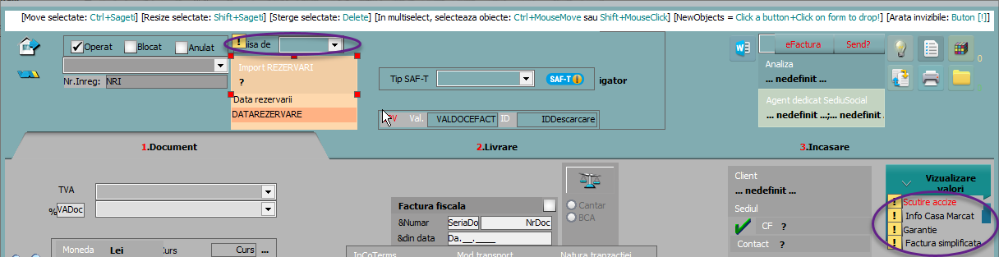 [Move selectate: Ctrl+Sageti] [Resize selectate: Shift+Sageti] [Sterge selectate: Delete] [In multiselect, selecteaza obiecte: Ctrl+MouseMove sau Shift+MouseClick] [NewObjects = Click a button+Click on form to drop!] [Arata invizibile: Buton [!]]
Operat Blocat Anulat ! isa de
eFactura Send?
Import REZERVARI
?
Nr.Inreg: NRI
Tip SAF-T SAF-T
igator
Analiza
... nedefinit ...
0
Data rezervarii
DATAREZERVARE
Agent dedicat SediuSocial
... nedefinit ...;... nedefinit ...
V Val. VALDOCEFACT ID IDDescarcare
1.Document 2.Livrare 3.Incasare
TVA
% VADoc
Cantar
BCA
Factura fiscala
&Numar SeriaDo NrDoc
&din data Da.__.____
Client
... nedefinit ...
Sediul
CF ?
Contact ?
Vizualizare
valori
! Scutire accize
! Info Casa Marcat
! Garantie
! Factura simplificata
Moneda Lei Curs Curs ...
InCoTerms Mod transport Natura tranzactiei